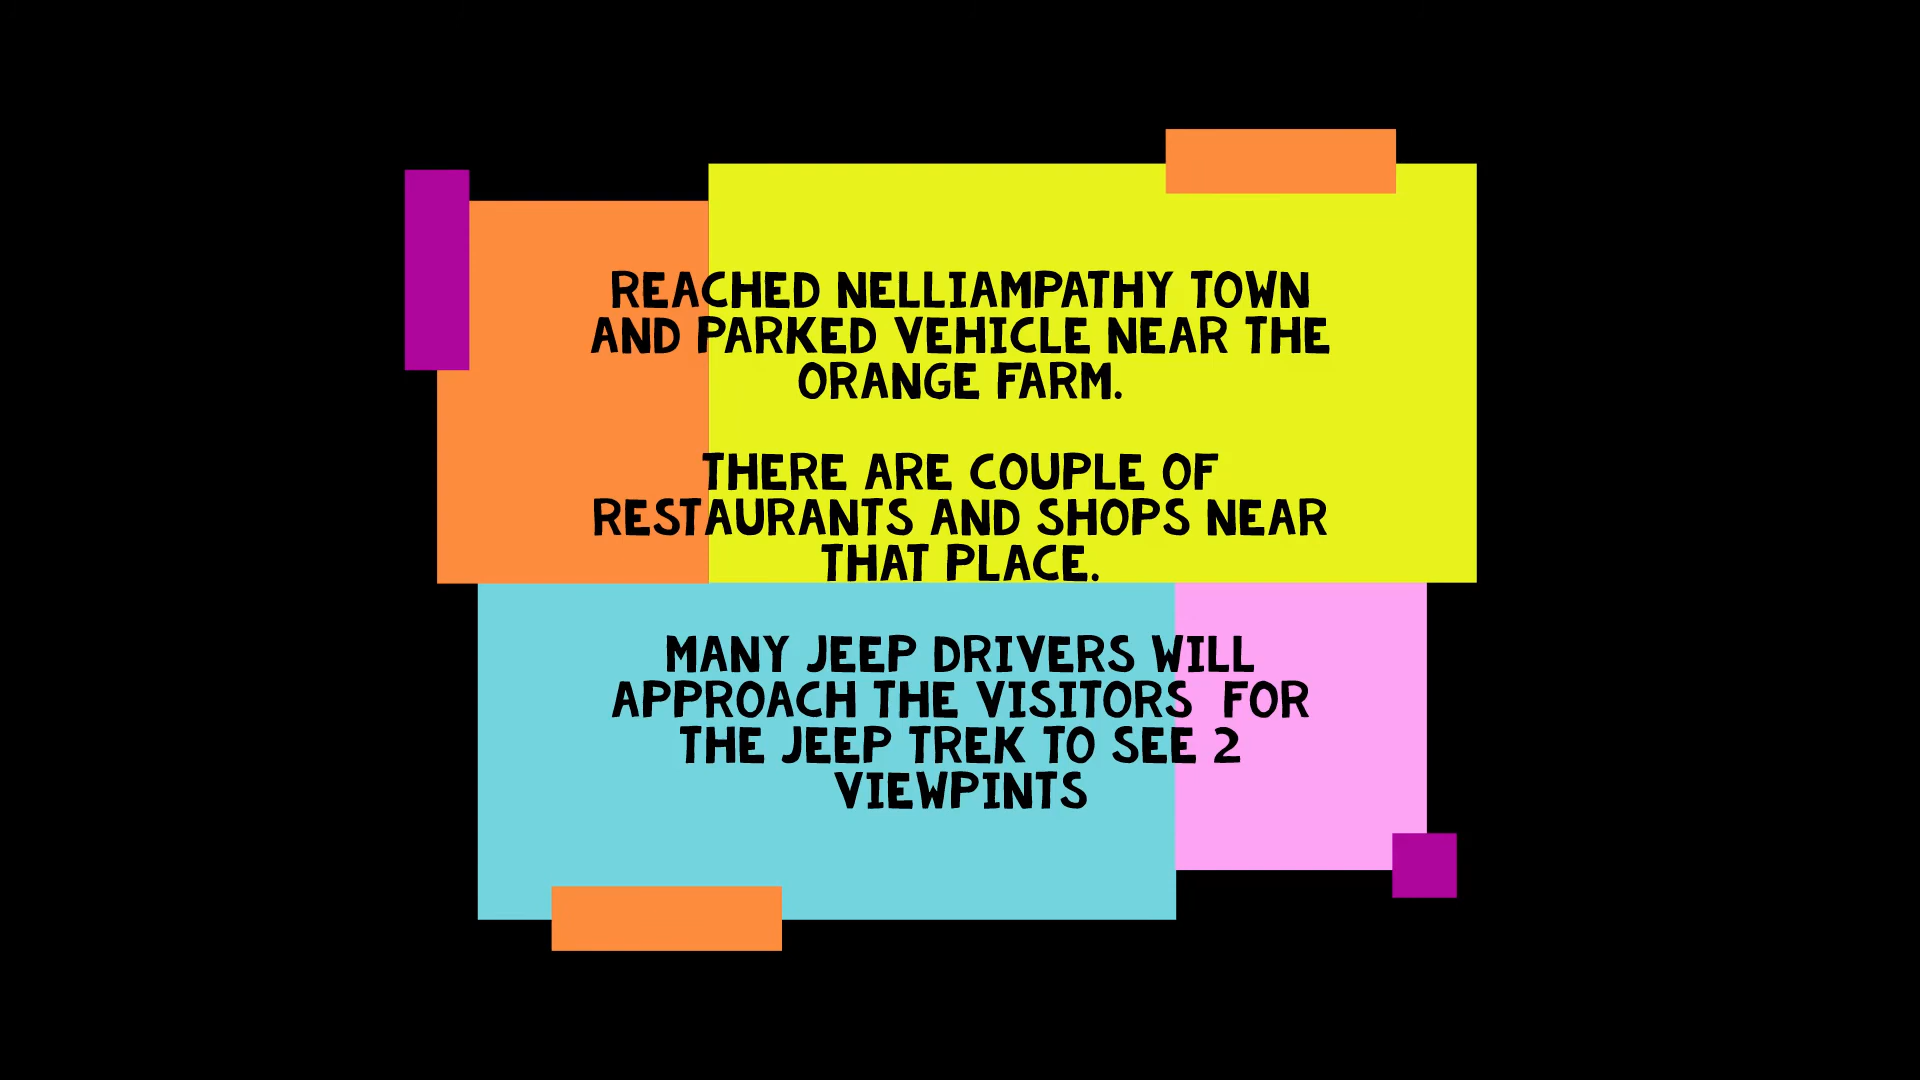 REACHED NELLIAMPATHY TOWN
AND PARKED VEHICLE NEAR THE
ORANGE FARM.
THERE ARE COUPLE OF
RESTAURANTS AND SHOPS NEAR
THAT PLACE.
MANY JEEP DRIVERS WILL
APPROACH THE VISITORS  FOR
THE JEEP TREK TO SEE 2
VIEWPINTS